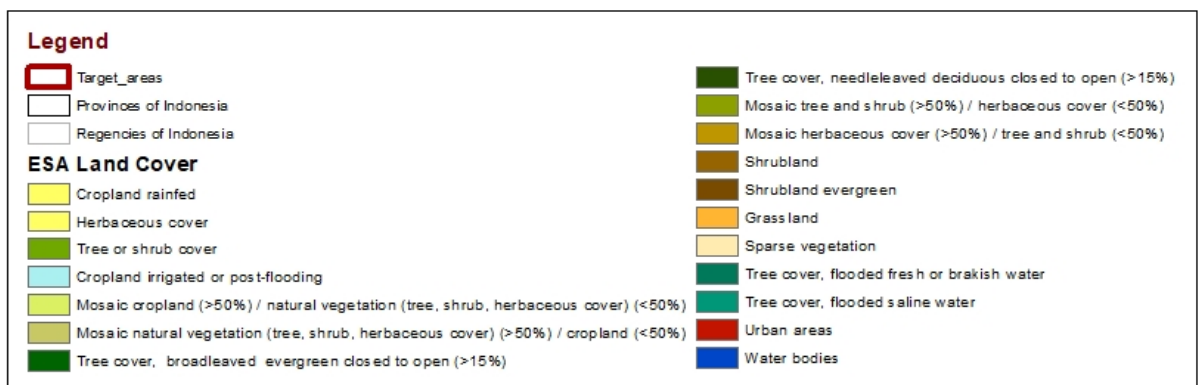 Legend
Target_areas
Provinces of Indonesia
Regencies of Indonesia
ESA Land Cover
Cropland rainfed
Herbaceous cover
Tree or shrub cover
Cropland irrigated or post-flooding
Mosaic cropland (>50%) / natural vegetation (tree, shrub, herbaceous cover) (<50%)
Mosaic natural vegetation (tree, shrub, herbaceous cover) (>50%) / cropland (<50%)
Tree cover, broadleaved evergreen closed to open (>15%)
Tree cover, needleleaved deciduous closed to open (>15%)
Mosaic tree and shrub (>50%) / herbaceous cover (<50%)
Mosaic herbaceous cover (>50%) / tree and shrub (<50%)
Shrubland
Shrubland evergreen
Grassland
Sparse vegetation
Tree cover, flooded fresh or brakish water
Tree cover, flooded saline water
Urban areas
Water bodies